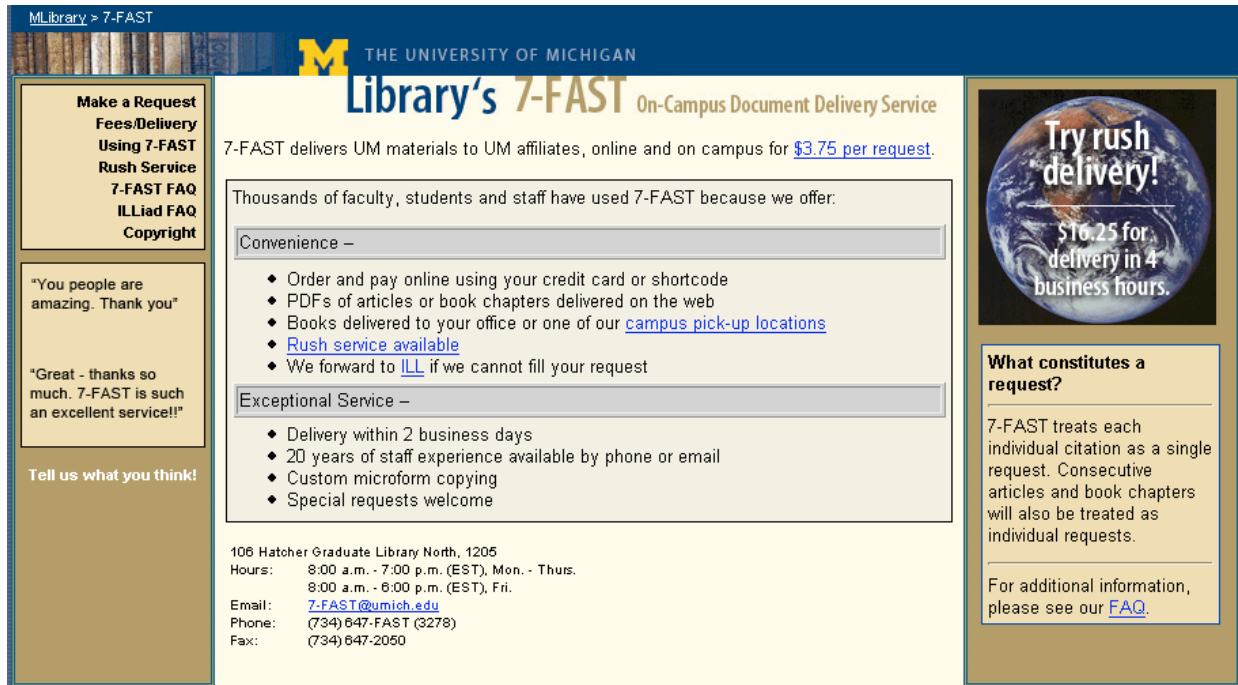 MLibrary > 7-FAST
M THE UNIVERSITY OF MICHIGAN
Library's 7-FAST On-Campus Document Delivery Service
Make a Request
Fees/Delivery
Using 7-FAST
Rush Service
7-FAST FAQ
ILLiad FAQ
Copyright
“You people are
amazing. Thank you”
“Great - thanks so
much. 7-FAST is such
an excellent service!!”
Tell us what you think!
7-FAST delivers UM materials to UM affiliates, online and on campus for $3.75 per request.
Thousands of faculty, students and staff have used 7-FAST because we offer:
Convenience –
◆ Order and pay online using your credit card or shortcode
◆ PDFs of articles or book chapters delivered on the web
◆ Books delivered to your office or one of our campus pick-up locations
◆ Rush service available
◆ We forward to ILL if we cannot fill your request
Exceptional Service –
◆ Delivery within 2 business days
◆ 20 years of staff experience available by phone or email
◆ Custom microform copying
◆ Special requests welcome
106 Hatcher Graduate Library North, 1205
Hours: 8:00 a.m. - 7:00 p.m. (EST), Mon. - Thurs.
8:00 a.m. - 6:00 p.m. (EST), Fri.
Email: 7-FAST@umich.edu
Phone: (734) 647-FAST (3278)
Fax: (734) 647-2050
Try rush
delivery!
$16.25 for
delivery in 4
business hours.
What constitutes a
request?
7-FAST treats each
individual citation as a single
request. Consecutive
articles and book chapters
will also be treated as
individual requests.
For additional information,
please see our FAQ.